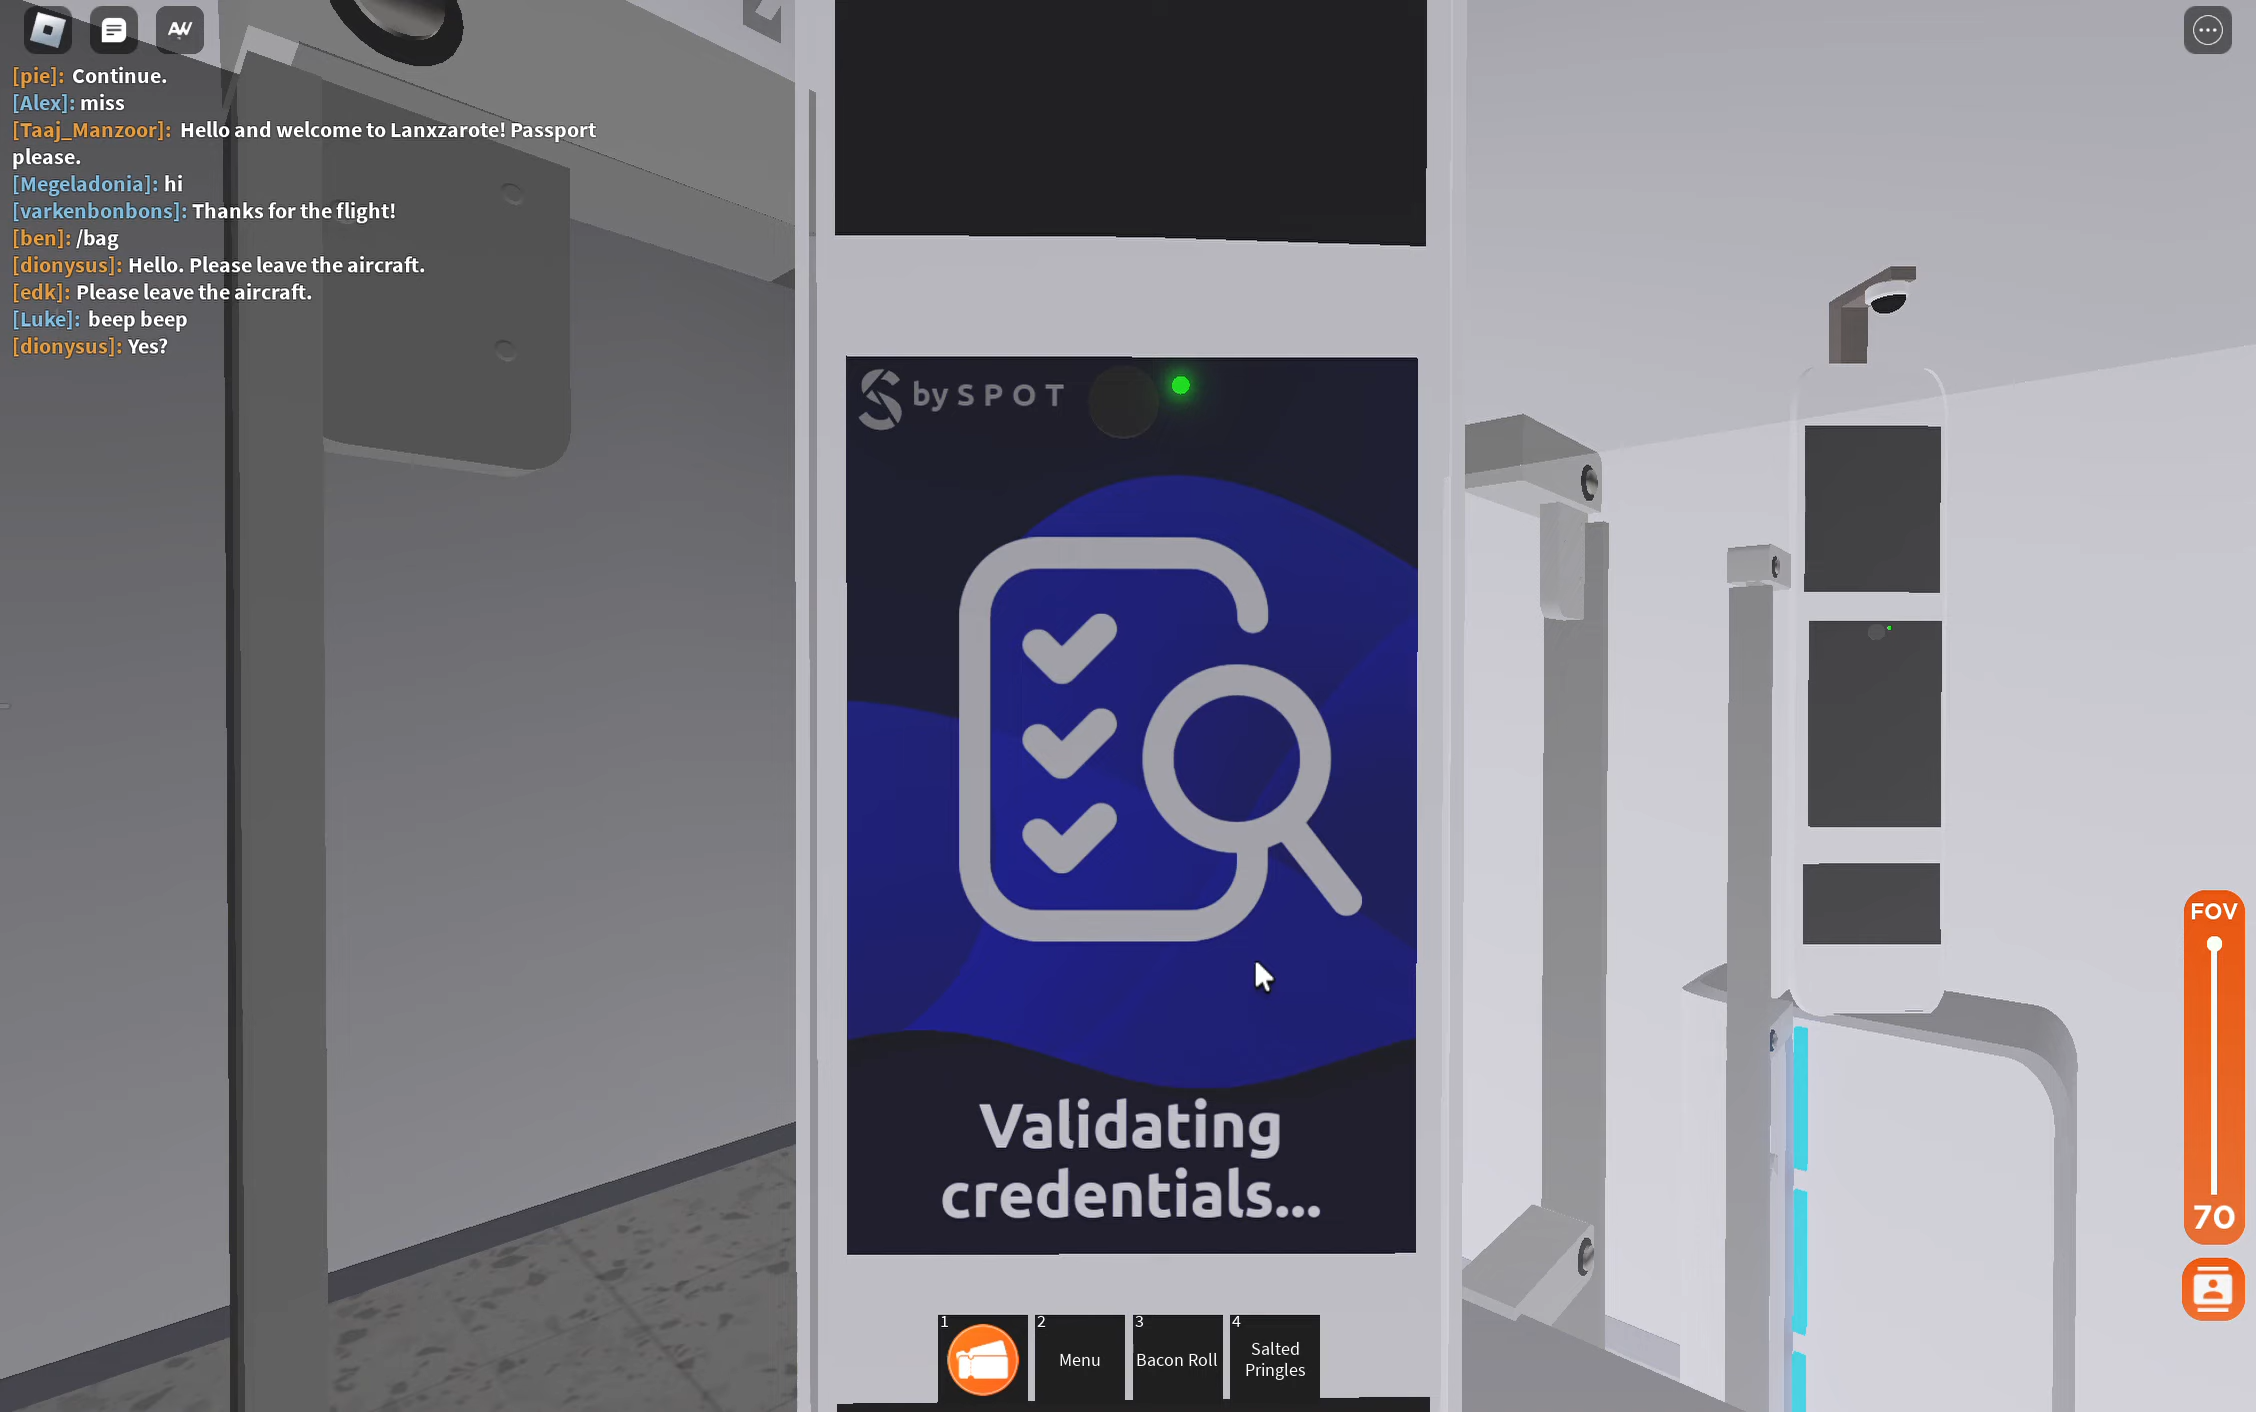 [pie]: Continue.
[Alex]: miss
[Taaj_Manzoor]: Hello and welcome to Lanxzarote! Passport
please.
[Megeladonia]: hi
[varkenbonbons]: Thanks for the flight!
[ben]: /bag
[dionysus]: Hello. Please leave the aircraft.
[edk]: Please leave the aircraft.
[Luke]: beep beep
[dionysus]: Yes?
by SPOT
Validating
credentials...
FOV
70
1
2
Menu
3
Bacon Roll
4
Salted
Pringles